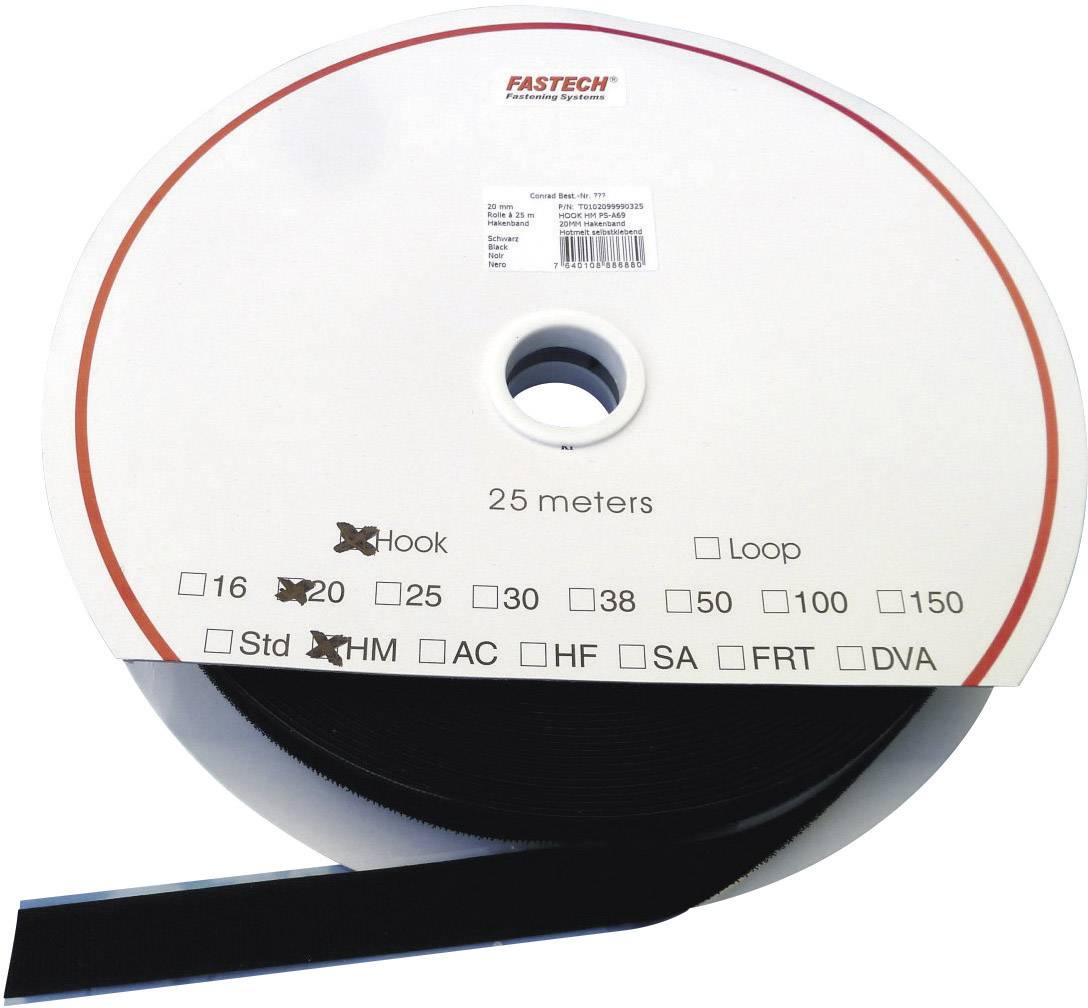 FASTECH®
Fastening Systems
Conrad Best.-Nr. ???
20 mm P/N: T0102099990325
Rolle à 25 m HOOK HM PS-A69
Hakenband 20MM Hakenband
Hotmelt selbstklebend
Schwarz
Black
Noir
Nero
7 640108 886880
25 meters
Hook Loop
16 20 25 30 38 50 100 150
Std HM AC HF SA FRT DVA